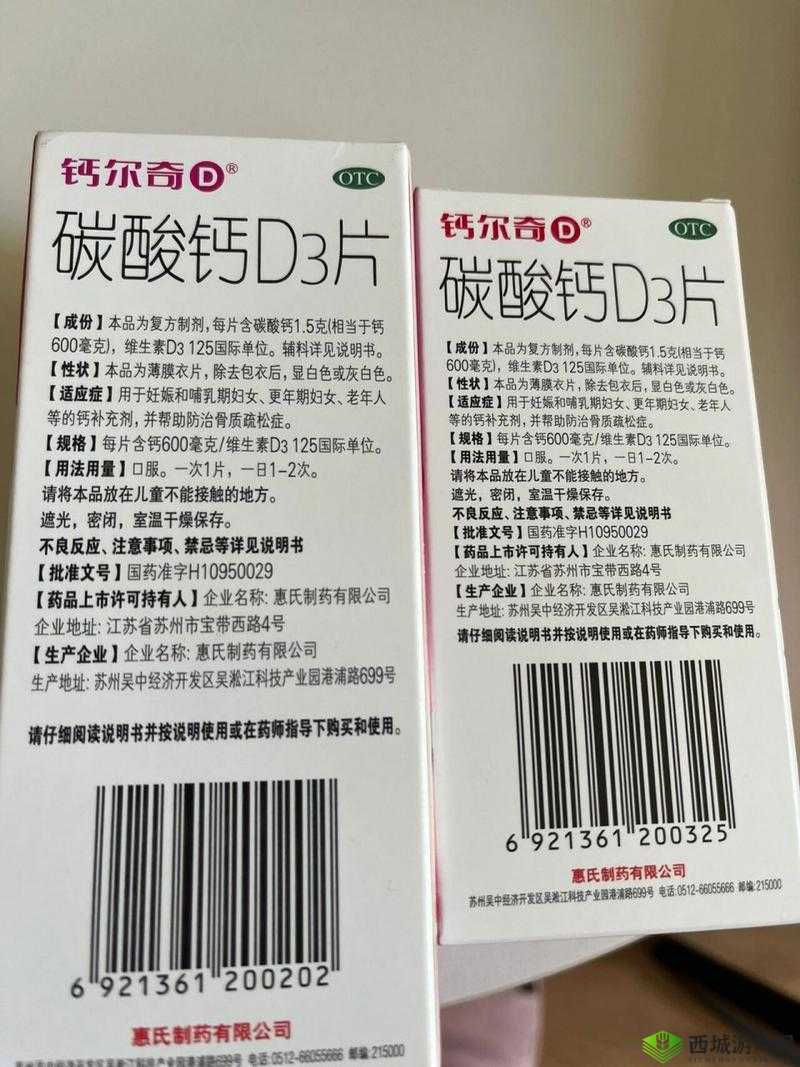 钙尔奇D®
OTC
碳酸钙D3片
【成份】本品为复方制剂，每片含碳酸钙1.5克(相当于钙
600毫克)，维生素D3 125国际单位。辅料详见说明书。
【性状】本品为薄膜衣片，除去包衣后，显白色或灰白色。
【适应症】用于妊娠和哺乳期妇女、更年期妇女、老年人
等的钙补充剂，并帮助防治骨质疏松症。
【规格】每片含钙600毫克/维生素D3 125国际单位。
【用法用量】口服。一次1片，一日1-2次。
请将本品放在儿童不能接触的地方。
遮光，密闭，室温干燥保存。
不良反应、注意事项、禁忌等详见说明书
【批准文号】国药准字H10950029
【药品上市许可持有人】企业名称: 惠氏制药有限公司
企业地址: 江苏省苏州市宝带西路4号
【生产企业】企业名称: 惠氏制药有限公司
生产地址: 苏州吴中经济开发区吴淞江科技产业园港浦路699号
请仔细阅读说明书并按说明使用或在药师指导下购买和使用。
6 921361 200202
惠氏制药有限公司
苏州吴中经济开发区吴淞江科技产业园港浦路699号 电话:0512-66055666 邮编:215000
钙尔奇D®
OTC
碳酸钙D3片
【成份】本品为复方制剂，每片含碳酸钙1.5克(相当于钙
600毫克)，维生素D3 125国际单位。辅料详见说明书。
【性状】本品为薄膜衣片，除去包衣后，显白色或灰白色。
【适应症】用于妊娠和哺乳期妇女、更年期妇女、老年人
等的钙补充剂，并帮助防治骨质疏松症。
【规格】每片含钙600毫克/维生素D3 125国际单位。
【用法用量】口服。一次1片，一日1-2次。
请将本品放在儿童不能接触的地方。
遮光，密闭，室温干燥保存。
不良反应、注意事项、禁忌等详见说明书
【批准文号】国药准字H10950029
【药品上市许可持有人】企业名称: 惠氏制药有限公司
企业地址: 江苏省苏州市宝带西路4号
【生产企业】企业名称: 惠氏制药有限公司
生产地址: 苏州吴中经济开发区吴淞江科技产业园港浦路699号
请仔细阅读说明书并按说明使用或在药师指导下购买和使用。
6 921361 200325
惠氏制药有限公司
苏州吴中经济开发区吴淞江科技产业园港浦路699号 电话:0512-66055666 邮编:215000
西城游